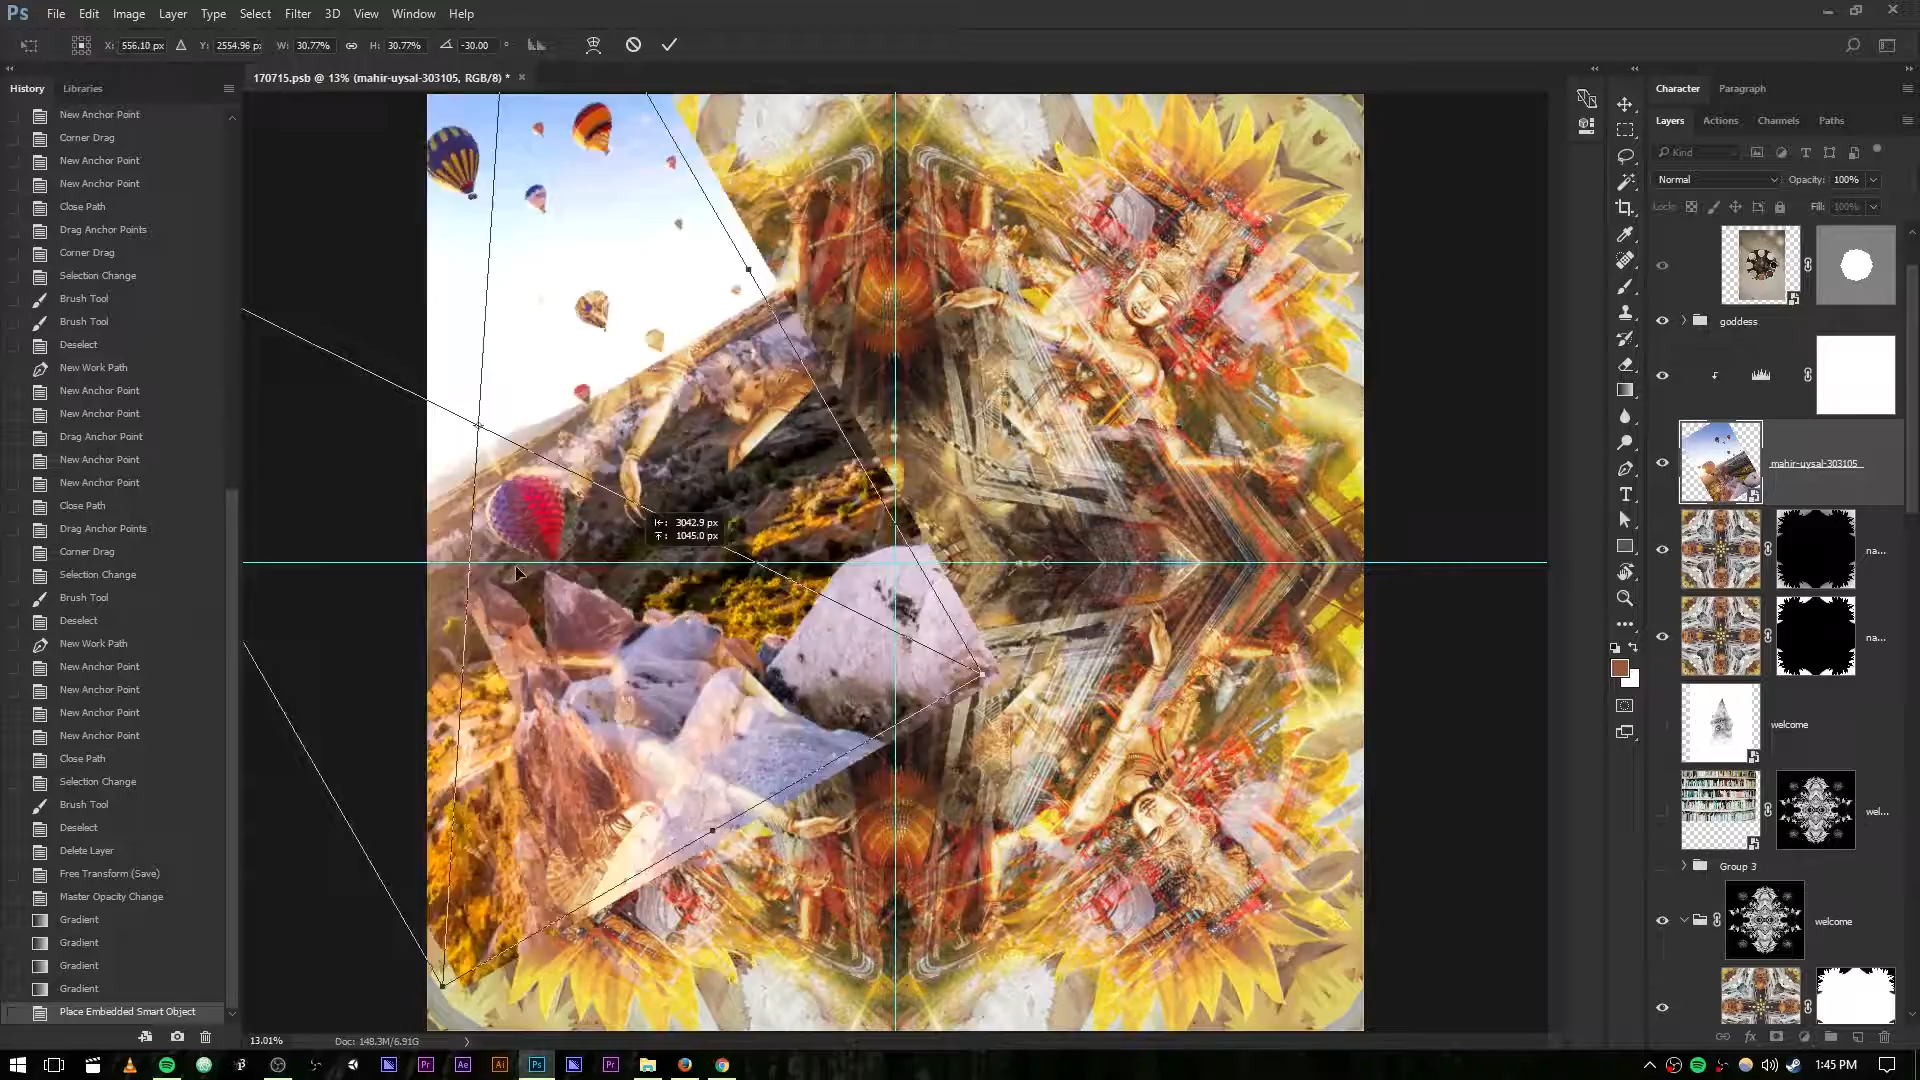 Ps File Edit Image Layer Type Select Filter 3D View Window Help
X: 556.10 px Y: 2554.96 px W: 30.77% H: 30.77% -30.00 °
170715.psb @ 13% (mahir-uysal-303105, RGB/8) * ×
History Libraries
New Anchor Point
Corner Drag
New Anchor Point
New Anchor Point
Close Path
Drag Anchor Points
Corner Drag
Selection Change
Brush Tool
Brush Tool
Deselect
New Work Path
New Anchor Point
New Anchor Point
Drag Anchor Point
New Anchor Point
New Anchor Point
Close Path
Drag Anchor Points
Corner Drag
Selection Change
Brush Tool
Deselect
New Work Path
New Anchor Point
New Anchor Point
New Anchor Point
New Anchor Point
Close Path
Selection Change
Brush Tool
Deselect
Delete Layer
Free Transform (Save)
Master Opacity Change
Gradient
Gradient
Gradient
Gradient
Place Embedded Smart Object
3042.9 px
1045.0 px
13.01% Doc: 148.3M/6.91G
Character Paragraph
Layers Actions Channels Paths
Kind
Normal Opacity: 100%
Lock: Fill: 100%
goddess
mahir-uysal-303105
na...
na...
welcome
wel...
Group 3
welcome
Pr Ae Ai Ps Pr
1:45 PM